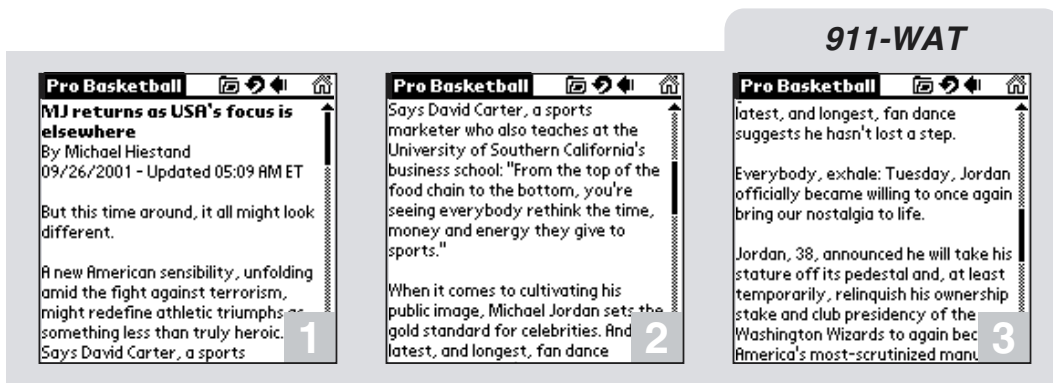 911-WAT
Pro Basketball
MJ returns as USA's focus is
elsewhere
By Michael Hiestand
09/26/2001 - Updated 05:09 AM ET
But this time around, it all might look
different.
A new American sensibility, unfolding
amid the fight against terrorism,
might redefine athletic triumphs as
something less than truly heroic.
Says David Carter, a sports
1
Pro Basketball
Says David Carter, a sports
marketer who also teaches at the
University of Southern California's
business school: "From the top of the
food chain to the bottom, you're
seeing everybody rethink the time,
money and energy they give to
sports."
When it comes to cultivating his
public image, Michael Jordan sets the
gold standard for celebrities. And
latest, and longest, fan dance
2
Pro Basketball
latest, and longest, fan dance
suggests he hasn't lost a step.
Everybody, exhale: Tuesday, Jordan
officially became willing to once again
bring our nostalgia to life.
Jordan, 38, announced he will take his
stature off its pedestal and, at least
temporarily, relinquish his ownership
stake and club presidency of the
Washington Wizards to again bec
America's most-scrutinized manu
3